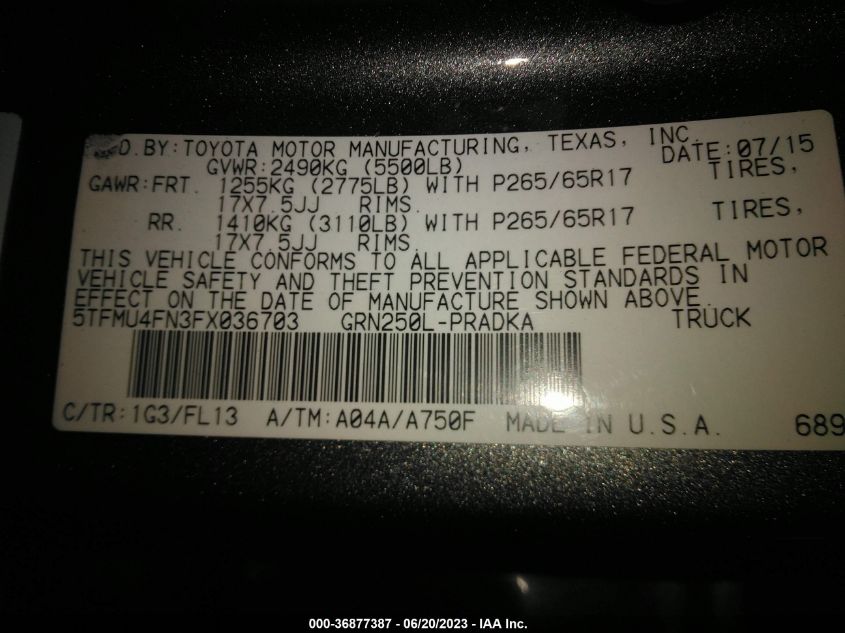 D.BY:TOYOTA MOTOR MANUFACTURING, TEXAS, INC.
GVWR:2490KG (5500LB) DATE:07/15
GAWR:FRT. 1255KG (2775LB) WITH P265/65R17 TIRES,
17X7.5JJ RIMS.
RR. 1410KG (3110LB) WITH P265/65R17 TIRES,
17X7.5JJ RIMS.
THIS VEHICLE CONFORMS TO ALL APPLICABLE FEDERAL MOTOR
VEHICLE SAFETY AND THEFT PREVENTION STANDARDS IN
EFFECT ON THE DATE OF MANUFACTURE SHOWN ABOVE.
5TFMU4FN3FX036703 GRN250L-PRADKA TRUCK
C/TR:1G3/FL13 A/TM:A04A/A750F MADE IN U.S.A. 689
000-36877387 - 06/20/2023 - IAA Inc.